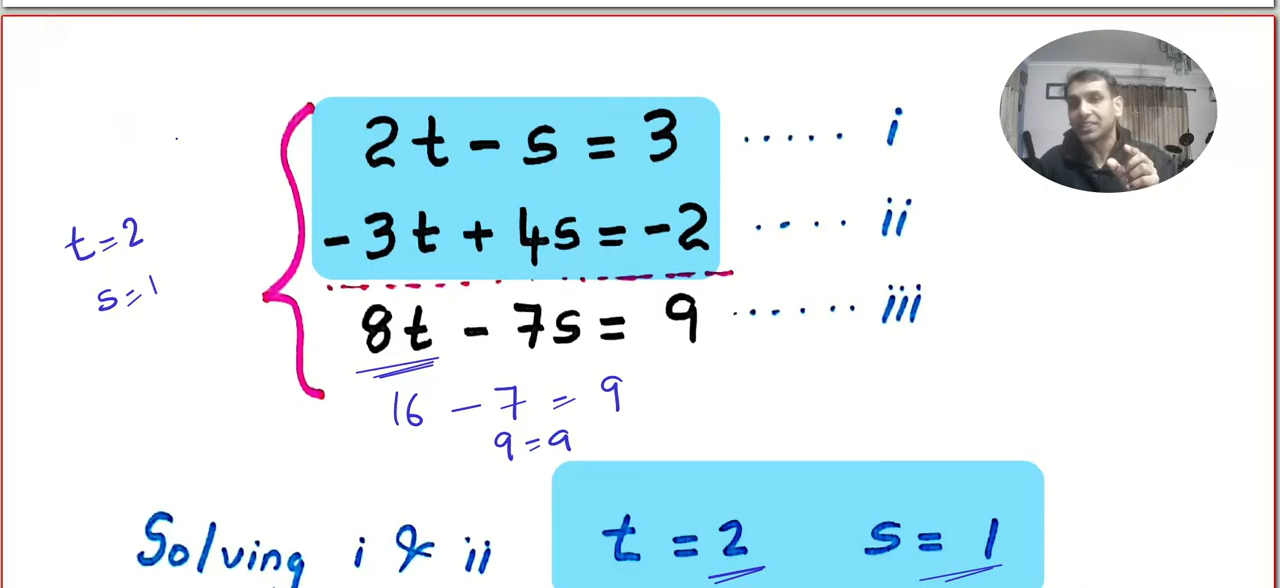 2t - s = 3 ..... i
-3t + 4s = -2 .... ii
8t - 7s = 9 ...... iii
t = 2
s = 1
16 - 7 = 9
9 = 9
Solving i & ii t = 2 s = 1